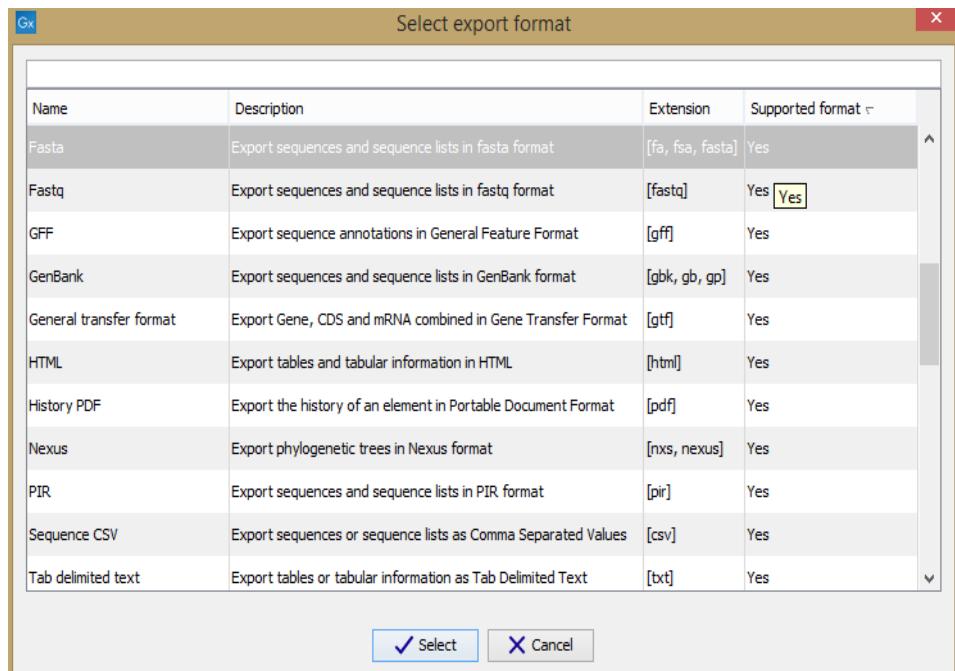 Gx Select export format
Name Description Extension Supported format
Fasta Export sequences and sequence lists in fasta format [fa, fsa, fasta] Yes
Fastq Export sequences and sequence lists in fastq format [fastq] Yes Yes
GFF Export sequence annotations in General Feature Format [gff] Yes
GenBank Export sequences and sequence lists in GenBank format [gbk, gb, gp] Yes
General transfer format Export Gene, CDS and mRNA combined in Gene Transfer Format [gtf] Yes
HTML Export tables and tabular information in HTML [html] Yes
History PDF Export the history of an element in Portable Document Format [pdf] Yes
Nexus Export phylogenetic trees in Nexus format [nxs, nexus] Yes
PIR Export sequences and sequence lists in PIR format [pir] Yes
Sequence CSV Export sequences or sequence lists as Comma Separated Values [csv] Yes
Tab delimited text Export tables or tabular information as Tab Delimited Text [txt] Yes
Select Cancel